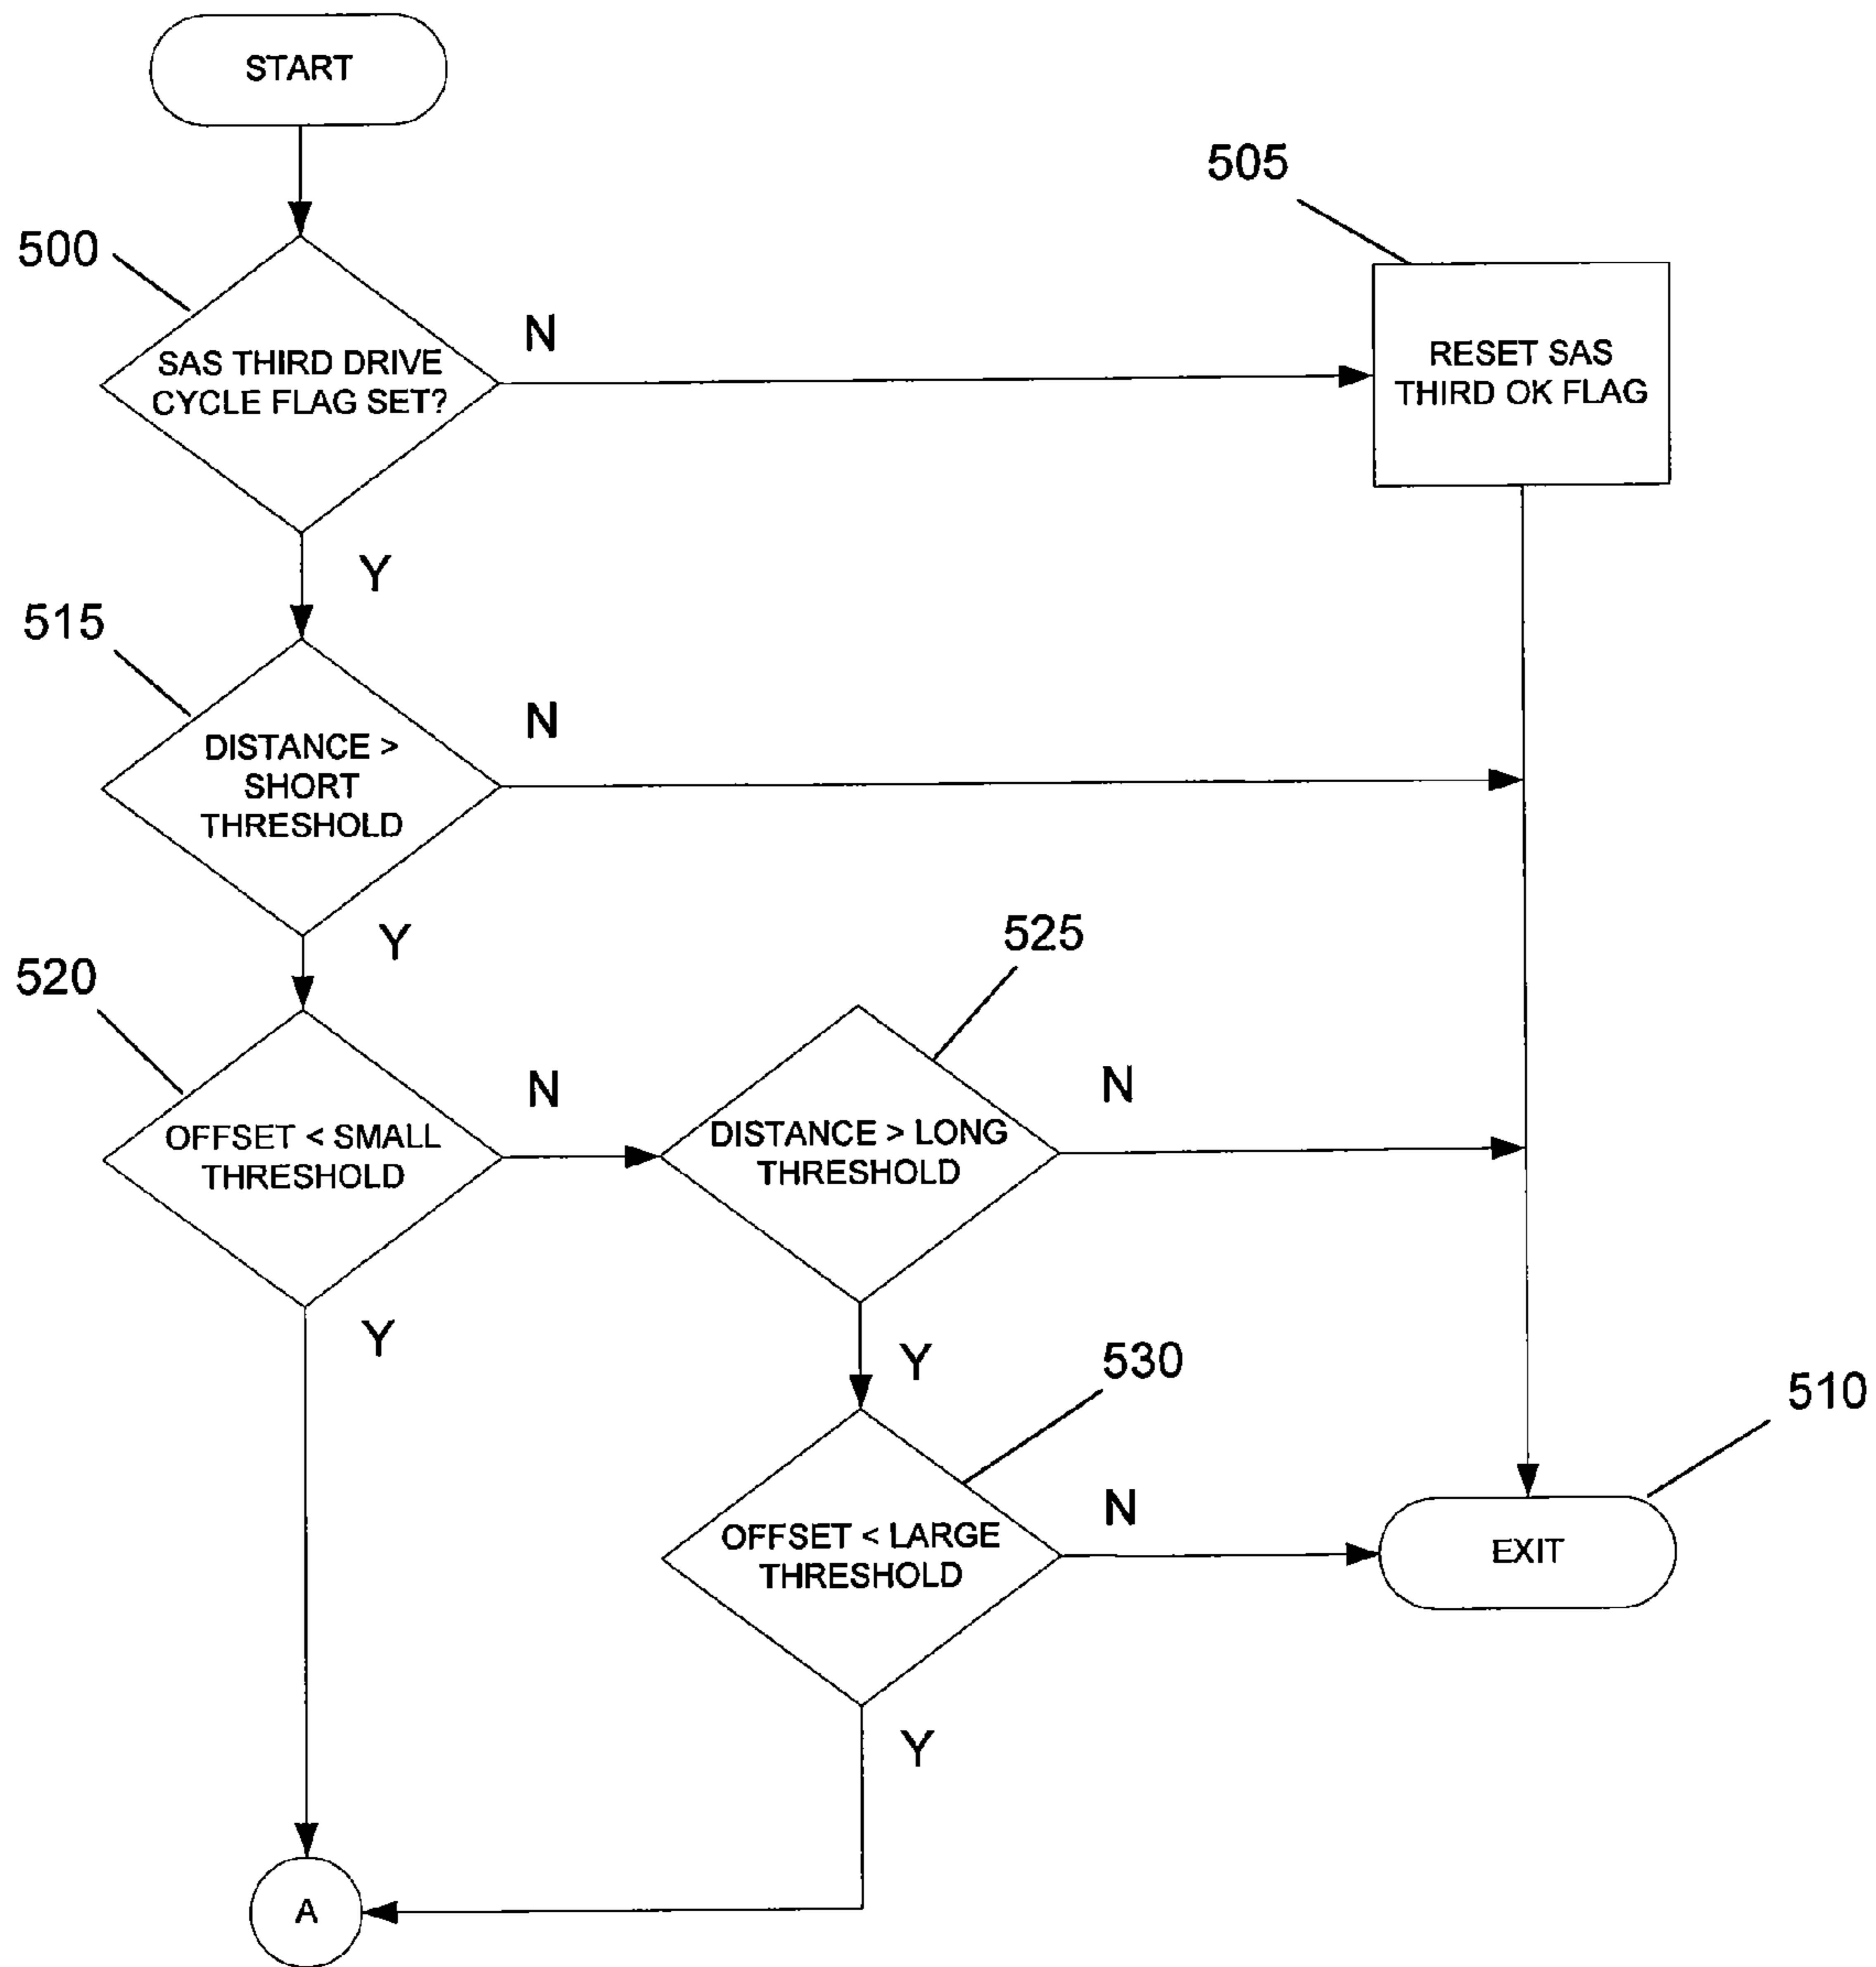 START
505
500
N
SAS THIRD DRIVE
CYCLE FLAG SET?
RESET SAS
THIRD OK FLAG
Y
515
N
DISTANCE >
SHORT
THRESHOLD
Y
525
520
N
N
OFFSET < SMALL
THRESHOLD
DISTANCE > LONG
THRESHOLD
Y
Y
530
510
OFFSET < LARGE
THRESHOLD
N
EXIT
Y
A